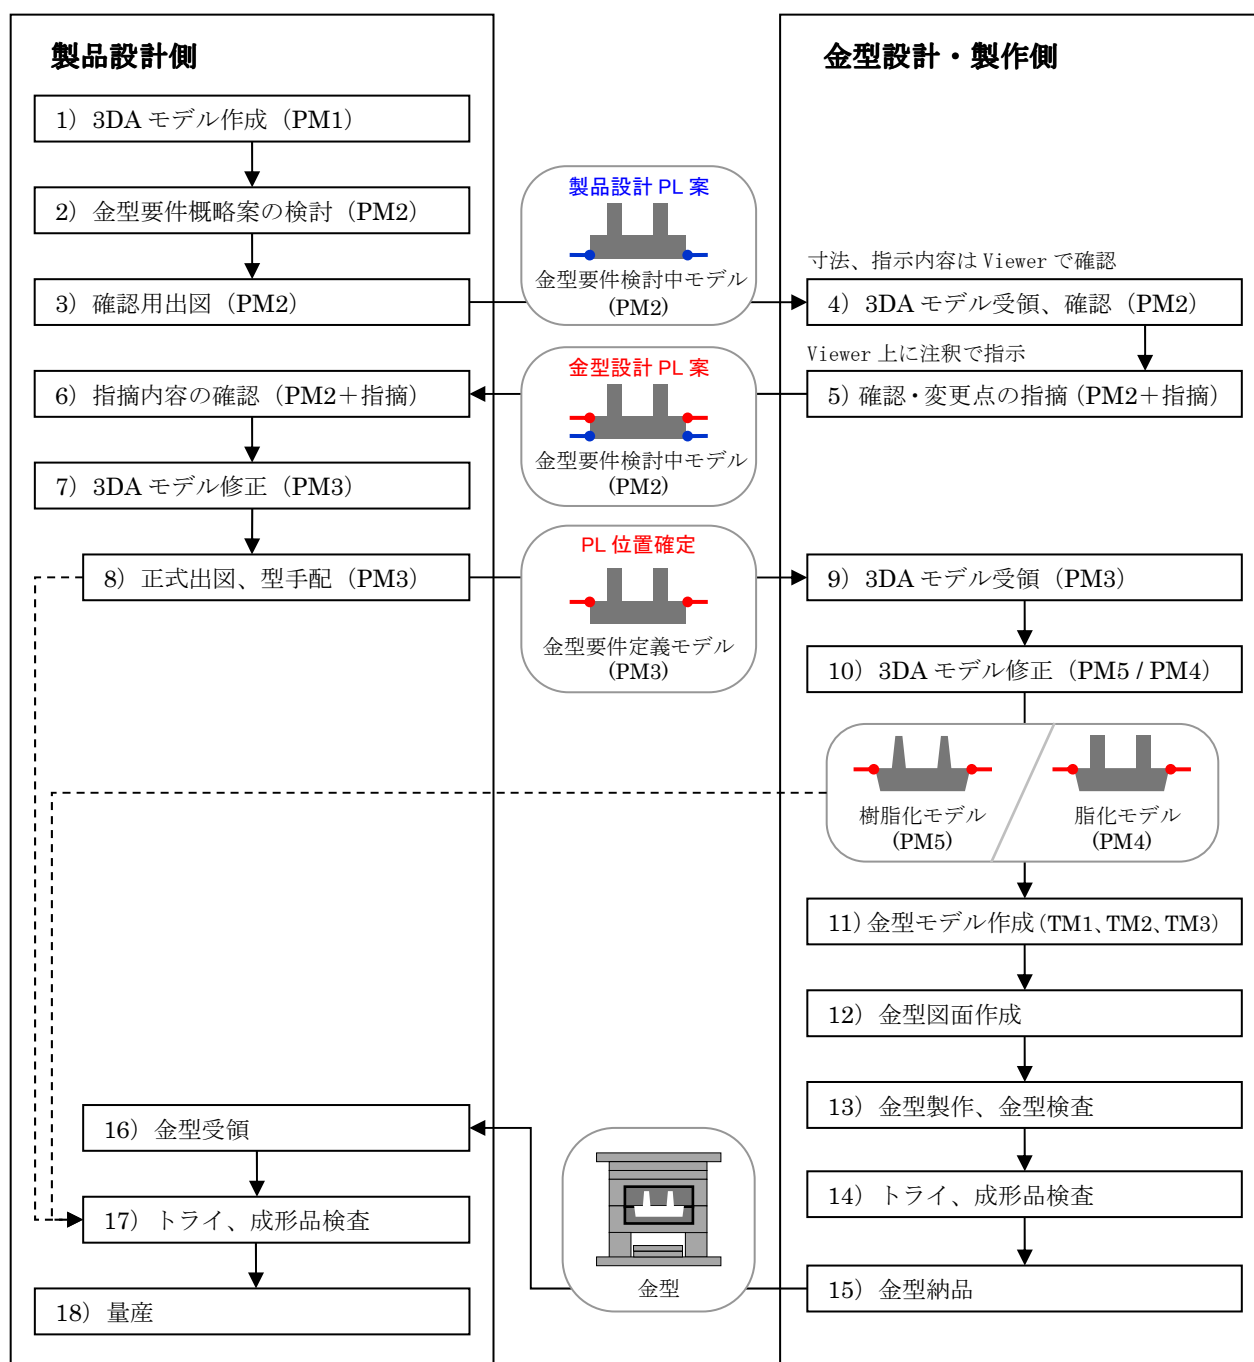 製品設計側
金型設計・製作側
1）3DA モデル作成（PM1）
2）金型要件概略案の検討（PM2）
3）確認用出図（PM2）
製品設計 PL 案
金型要件検討中モデル
(PM2)
寸法、指示内容は Viewer で確認
4）3DA モデル受領、確認（PM2）
Viewer 上に注釈で指示
5）確認・変更点の指摘（PM2＋指摘）
金型設計 PL 案
金型要件検討中モデル
(PM2)
6）指摘内容の確認（PM2＋指摘）
7）3DA モデル修正（PM3）
8）正式出図、型手配（PM3）
PL 位置確定
金型要件定義モデル
(PM3)
9）3DA モデル受領（PM3）
10）3DA モデル修正（PM5 / PM4）
樹脂化モデル
(PM5)
脂化モデル
(PM4)
11）金型モデル作成（TM1、TM2、TM3）
12）金型図面作成
13）金型製作、金型検査
14）トライ、成形品検査
15）金型納品
金型
16）金型受領
17）トライ、成形品検査
18）量産